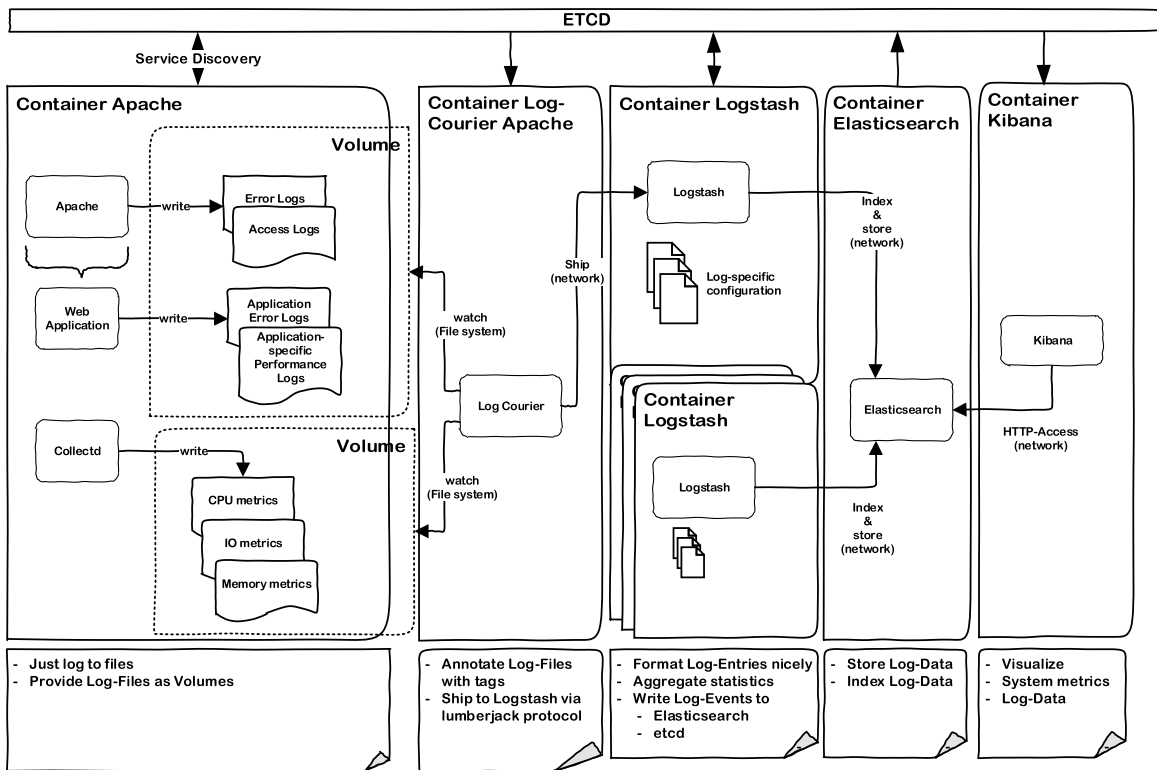 ETCD
Service Discovery
Container Apache
Volume
Apache
write
Error Logs
Access Logs
Web
Application
write
Application
Error Logs
Application-
specific
Performance
Logs
Collectd
write
Volume
CPU metrics
IO metrics
Memory metrics
Container Log-
Courier Apache
watch
(File system)
Log Courier
watch
(File system)
Ship
(network)
Container Logstash
Logstash
Log-specific
configuration
Container
Logstash
Logstash
Container
Elasticsearch
Index
&
store
(network)
Elasticsearch
Index
&
store
(network)
Container
Kibana
Kibana
HTTP-Access
(network)
- Just log to files
- Provide Log-Files as Volumes
- Annotate Log-Files
with tags
- Ship to Logstash via
lumberjack protocol
- Format Log-Entries nicely
- Aggregate statistics
- Write Log-Events to
- Elasticsearch
- etcd
- Store Log-Data
- Index Log-Data
- Visualize
- System metrics
- Log-Data